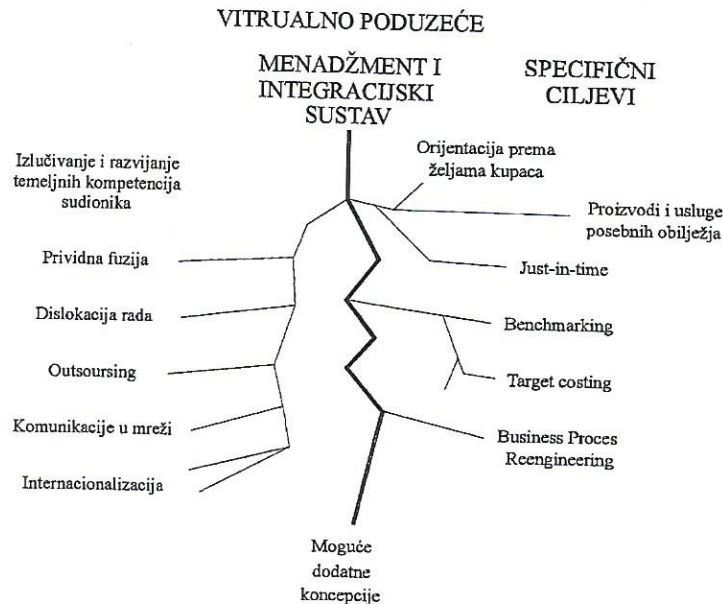 VITRUALNO PODUZEĆE
MENADŽMENT I
INTEGRACIJSKI
SUSTAV
SPECIFIČNI
CILJEVI
Izlučivanje i razvijanje
temeljnih kompetencija
sudionika
Prividna fuzija
Dislokacija rada
Outsoursing
Komunikacije u mreži
Internacionalizacija
Orijentacija prema
željama kupaca
Proizvodi i usluge
posebnih obilježja
Just-in-time
Benchmarking
Target costing
Business Proces
Reengineering
Moguće
dodatne
koncepcije